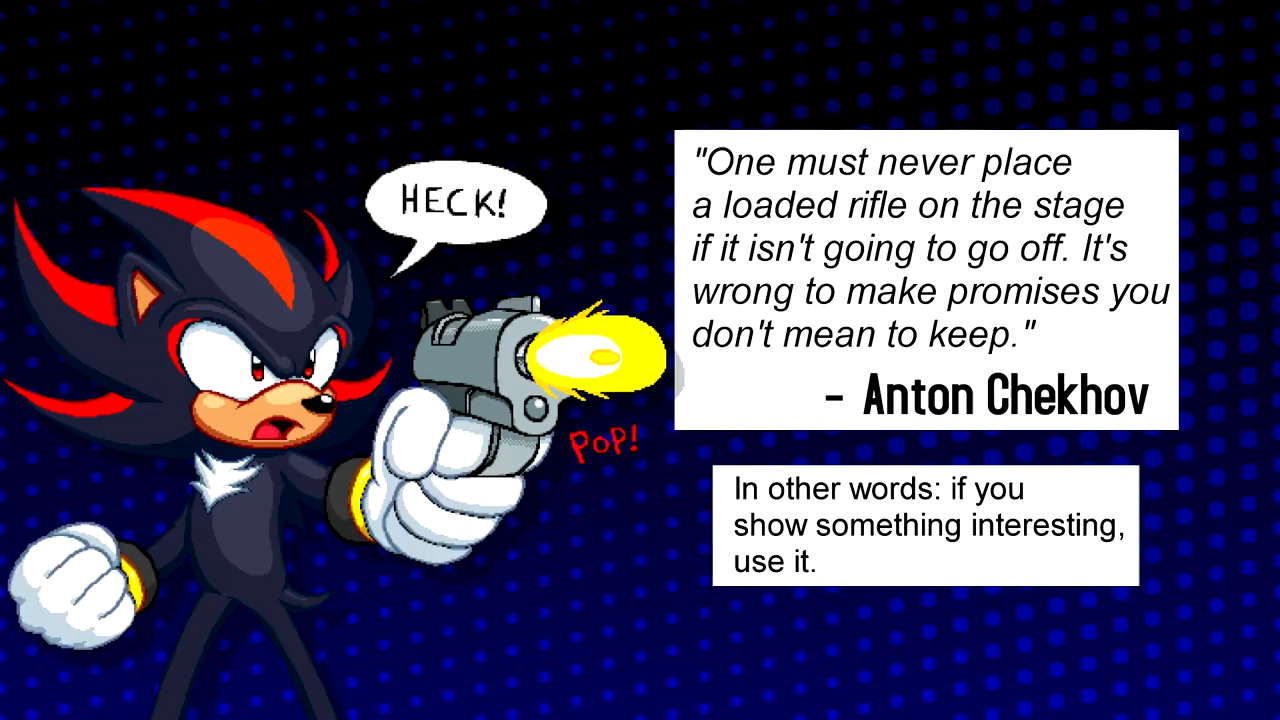 HECK!
POP!
"One must never place
a loaded rifle on the stage
if it isn't going to go off. It's
wrong to make promises you
don't mean to keep."
- Anton Chekhov
In other words: if you
show something interesting,
use it.